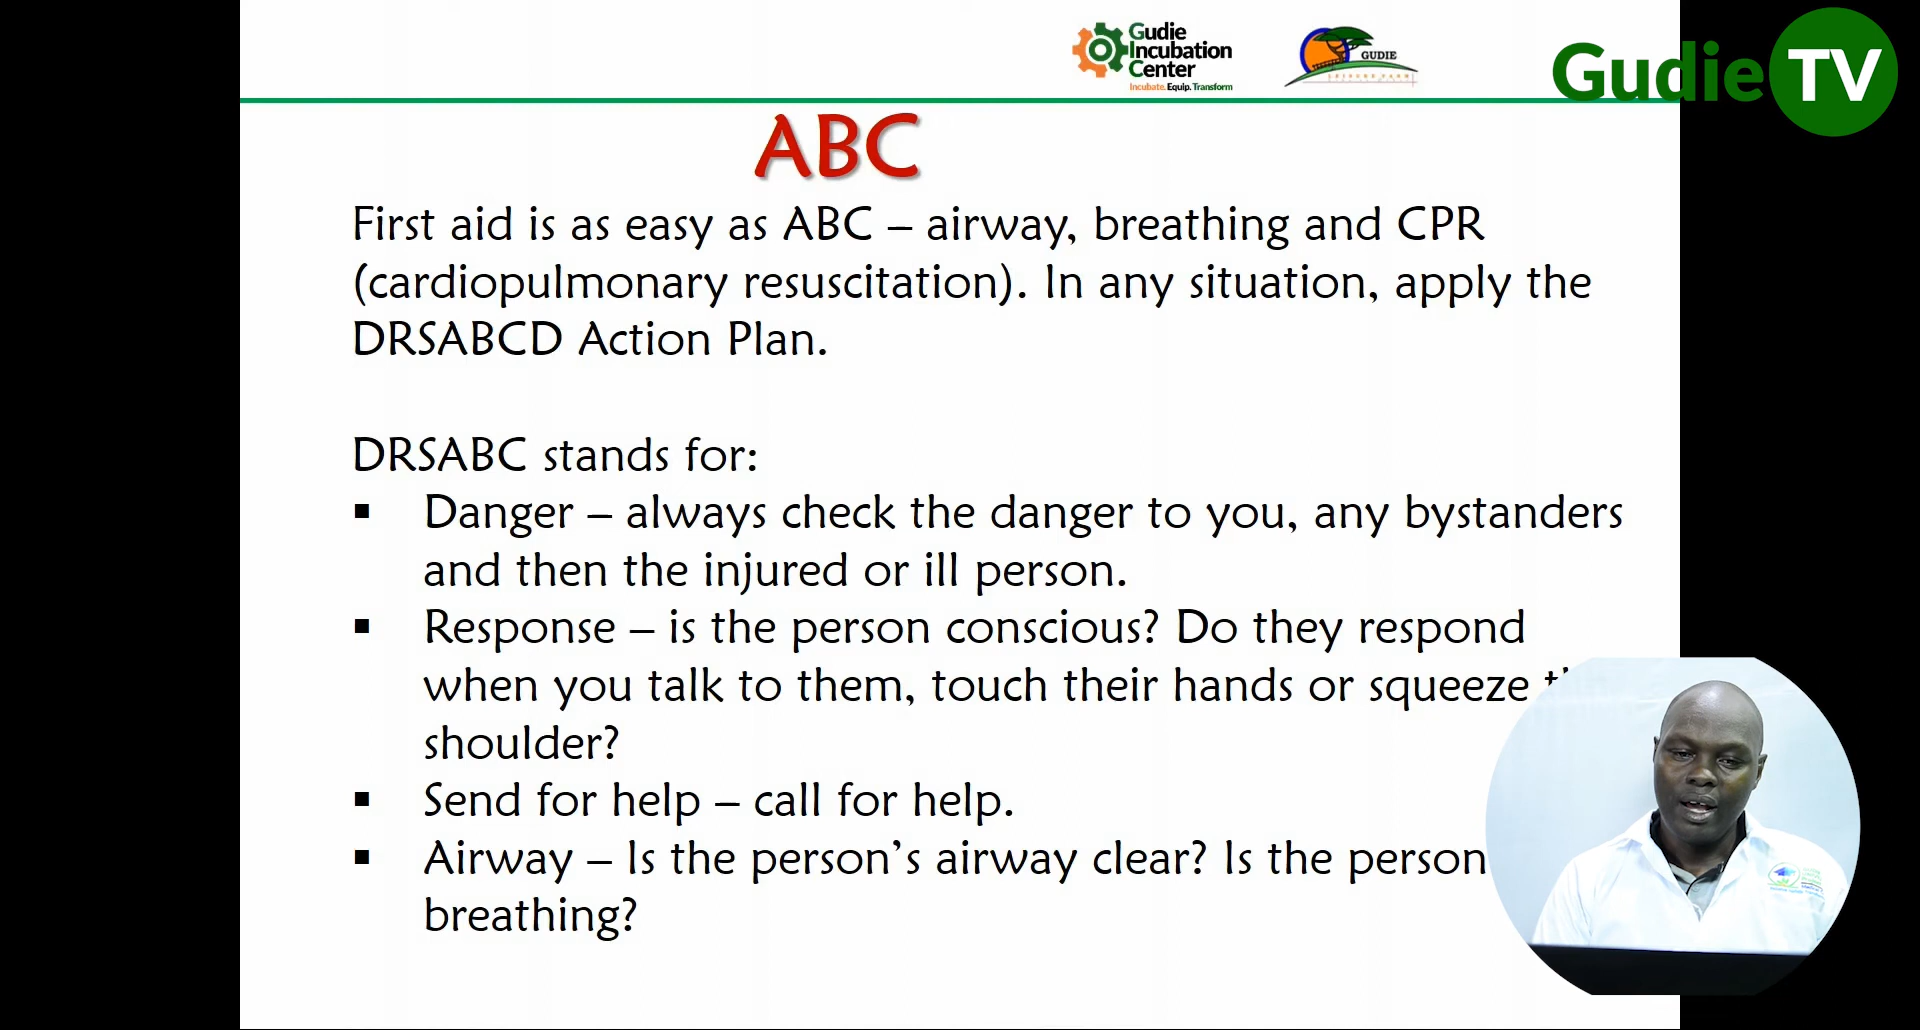 Gudie
Incubation
Center
Incubate. Equip. Transform
GUDIE
LEISURE FARM
Gudie TV
ABC
First aid is as easy as ABC – airway, breathing and CPR
(cardiopulmonary resuscitation). In any situation, apply the
DRSABCD Action Plan.
DRSABC stands for:
▪ Danger – always check the danger to you, any bystanders
and then the injured or ill person.
▪ Response – is the person conscious? Do they respond
when you talk to them, touch their hands or squeeze
shoulder?
▪ Send for help – call for help.
▪ Airway – Is the person’s airway clear? Is the person
breathing?